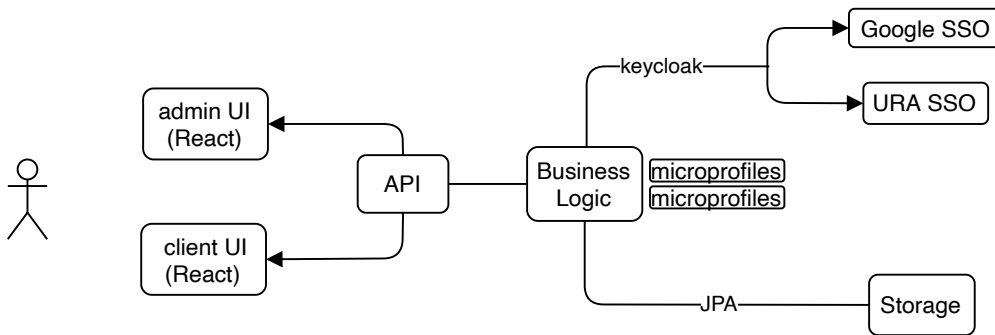 Google SSO
keycloak
URA SSO
admin UI
(React)
API
Business
Logic
microprofiles
microprofiles
client UI
(React)
JPA
Storage